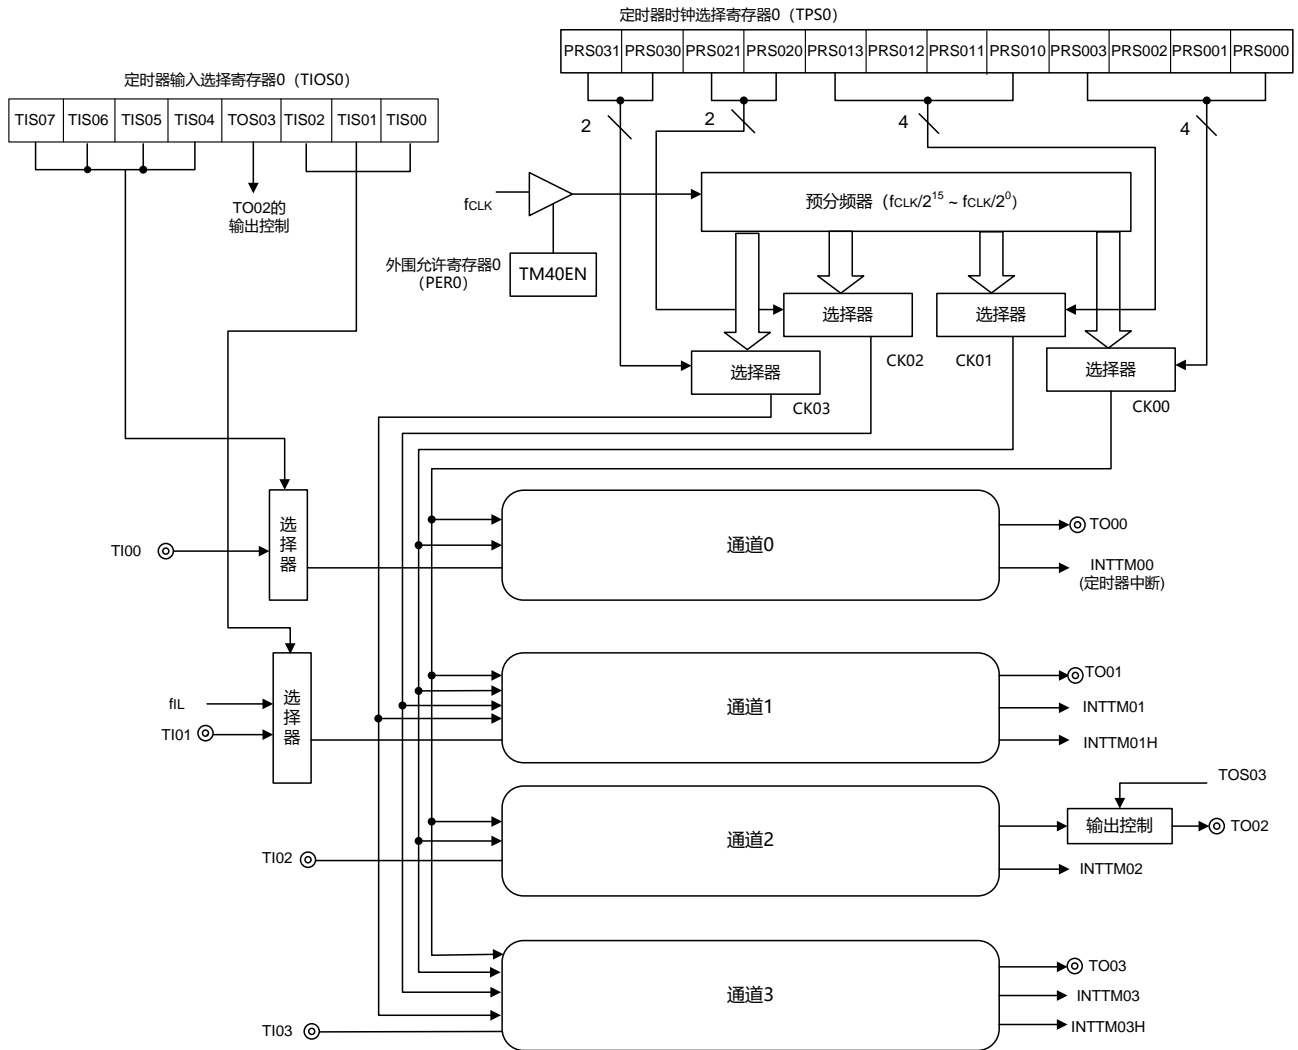 定时器时钟选择寄存器0（TPS0）
PRS031 PRS030 PRS021 PRS020 PRS013 PRS012 PRS011 PRS010 PRS003 PRS002 PRS001 PRS000
定时器输入选择寄存器0（TIOS0）
TIS07 TIS06 TIS05 TIS04 TOS03 TIS02 TIS01 TIS00
2
2
4
4
TO02的
输出控制
fCLK
预分频器（fCLK/2¹⁵ ~ fCLK/2⁰）
外围允许寄存器0
（PER0）
TM40EN
选择器
选择器
CK02
CK01
选择器
选择器
CK03
CK00
选择器
TI00
通道0
TO00
INTTM00
(定时器中断)
选择器
fIL
TI01
通道1
TO01
INTTM01
INTTM01H
TOS03
TI02
通道2
输出控制
TO02
INTTM02
TI03
通道3
TO03
INTTM03
INTTM03H